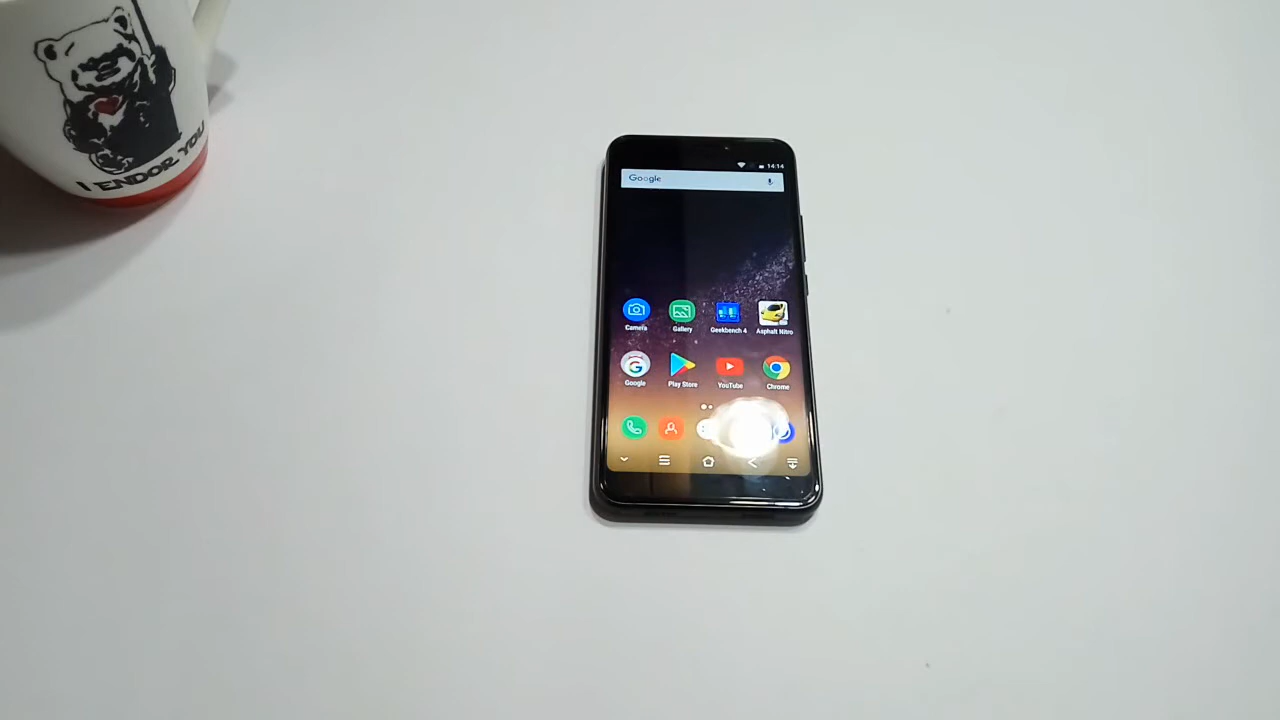 I ENDOR YOU
14:14
Google
Camera
Gallery
Geekbench 4
Asphalt Nitro
Google
Play Store
YouTube
Chrome